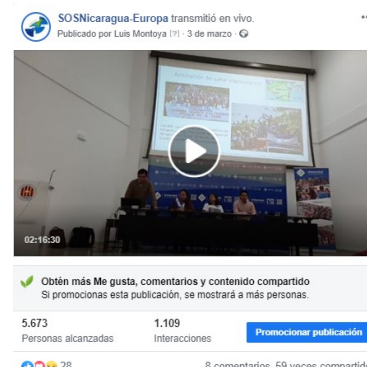 SOSNicaragua-Europa transmitió en vivo.
Publicado por Luis Montoya [?] · 3 de marzo ·
02:16:30
Obtén más Me gusta, comentarios y contenido compartido
Si promocionas esta publicación, se mostrará a más personas.
5.673
Personas alcanzadas
1.109
Interacciones
Promocionar publicación
28
8 comentarios 59 veces compartido